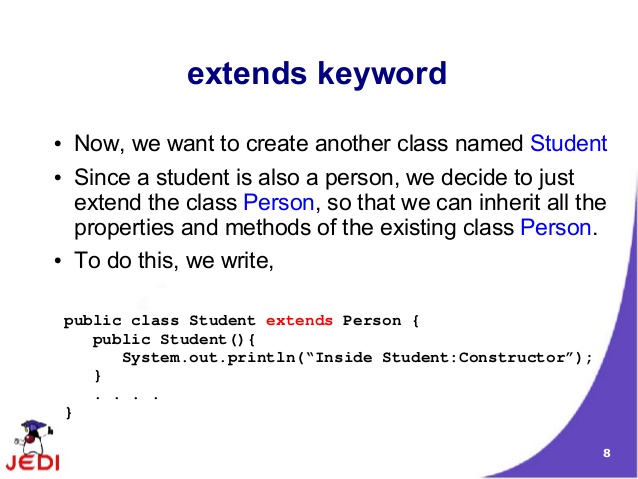 extends keyword
• Now, we want to create another class named Student
• Since a student is also a person, we decide to just
extend the class Person, so that we can inherit all the
properties and methods of the existing class Person.
• To do this, we write,
public class Student extends Person {
public Student(){
System.out.println(“Inside Student:Constructor”);
}
. . . .
}
JEDI
8